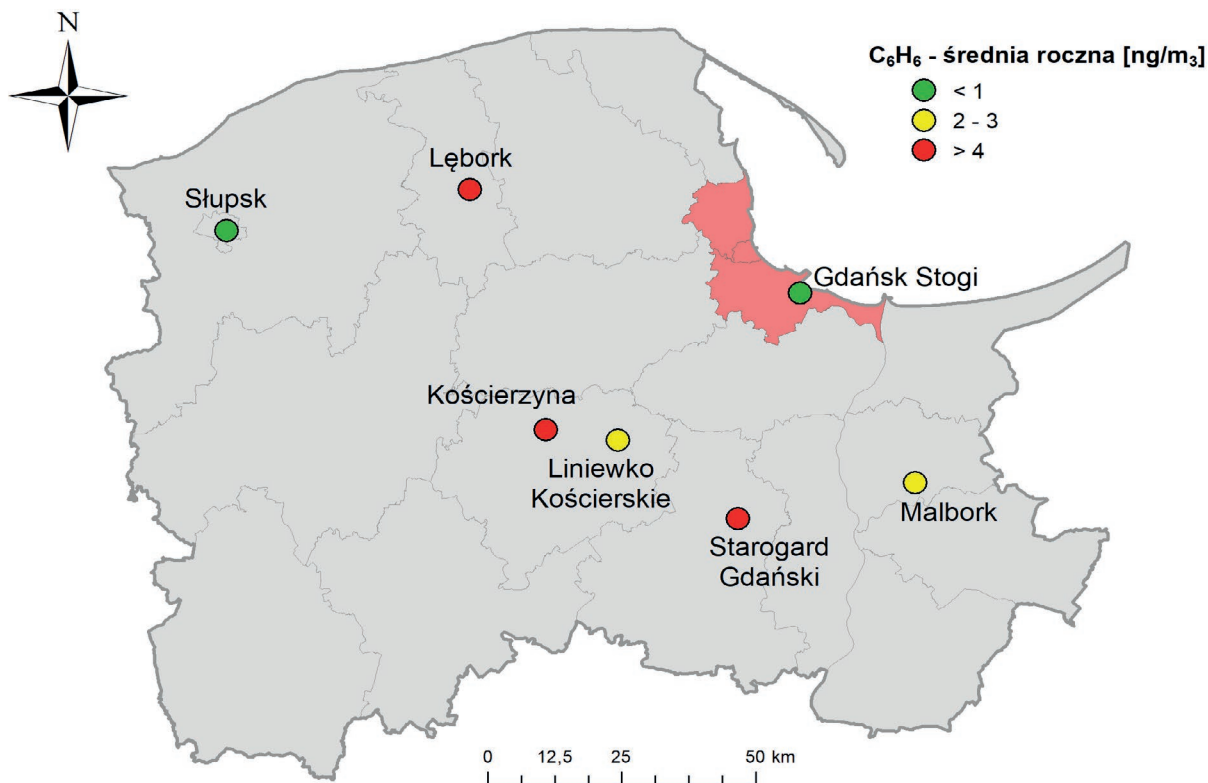 N
C₆H₆ - średnia roczna [ng/m₃]
< 1
2 - 3
> 4
Lębork
Słupsk
Gdańsk Stogi
Kościerzyna
Liniewko
Kościerskie
Malbork
Starogard
Gdański
0 12,5 25 50 km